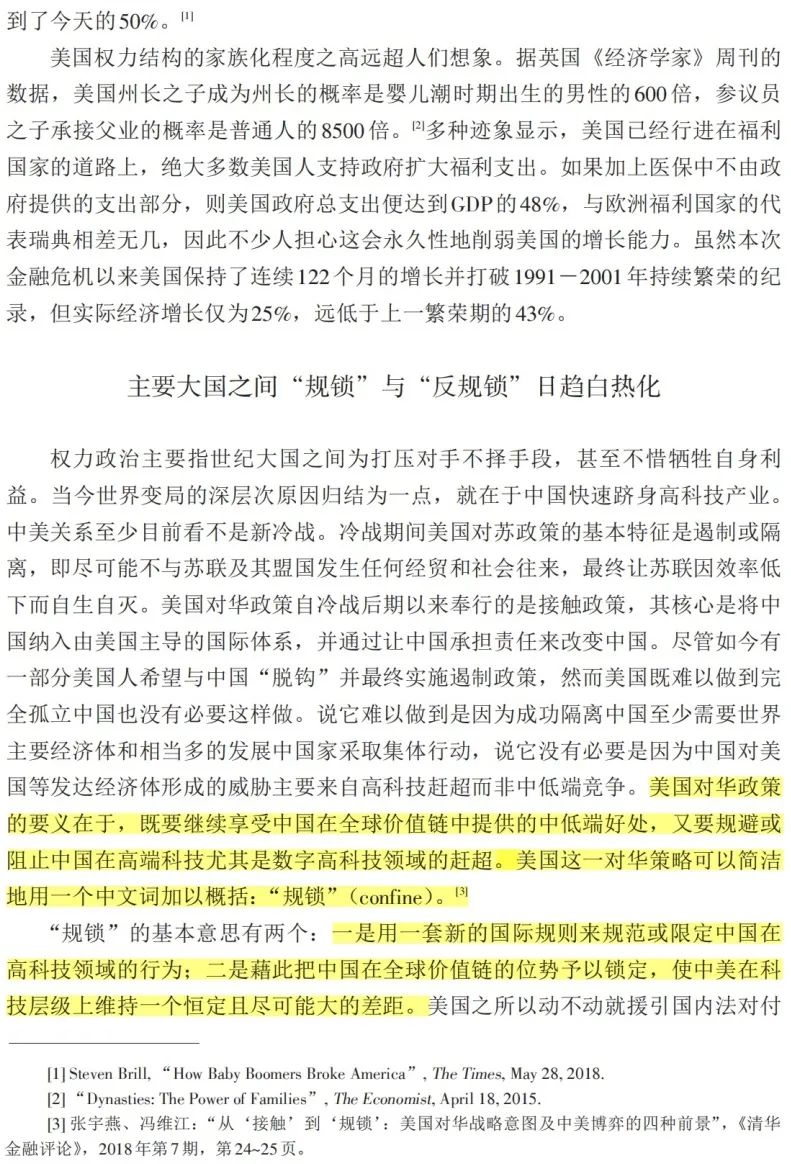 到了今天的50%。[1]
美国权力结构的家族化程度之高远超人们想象。据英国《经济学家》周刊的
数据，美国州长之子成为州长的概率是婴儿潮时期出生的男性的600倍，参议员
之子承接父业的概率是普通人的8500倍。[2]多种迹象显示，美国已经行进在福利
国家的道路上，绝大多数美国人支持政府扩大福利支出。如果加上医保中不由政
府提供的支出部分，则美国政府总支出便达到GDP的48%，与欧洲福利国家的代
表瑞典相差无几，因此不少人担心这会永久性地削弱美国的增长能力。虽然本次
金融危机以来美国保持了连续122个月的增长并打破1991－2001年持续繁荣的纪
录，但实际经济增长仅为25%，远低于上一繁荣期的43%。
主要大国之间“规锁”与“反规锁”日趋白热化
权力政治主要指世纪大国之间为打压对手不择手段，甚至不惜牺牲自身利
益。当今世界变局的深层次原因归结为一点，就在于中国快速跻身高科技产业。
中美关系至少目前看不是新冷战。冷战期间美国对苏政策的基本特征是遏制或隔
离，即尽可能不与苏联及其盟国发生任何经贸和社会往来，最终让苏联因效率低
下而自生自灭。美国对华政策自冷战后期以来奉行的是接触政策，其核心是将中
国纳入由美国主导的国际体系，并通过让中国承担责任来改变中国。尽管如今有
一部分美国人希望与中国“脱钩”并最终实施遏制政策，然而美国既难以做到完
全孤立中国也没有必要这样做。说它难以做到是因为成功隔离中国至少需要世界
主要经济体和相当多的发展中国家采取集体行动，说它没有必要是因为中国对美
国等发达经济体形成的威胁主要来自高科技赶超而非中低端竞争。美国对华政策
的要义在于，既要继续享受中国在全球价值链中提供的中低端好处，又要规避或
阻止中国在高端科技尤其是数字高科技领域的赶超。美国这一对华策略可以简洁
地用一个中文词加以概括：“规锁”（confine）。[3]
“规锁”的基本意思有两个：一是用一套新的国际规则来规范或限定中国在
高科技领域的行为；二是藉此把中国在全球价值链的位势予以锁定，使中美在科
技层级上维持一个恒定且尽可能大的差距。美国之所以动不动就援引国内法对付
[1] Steven Brill, “How Baby Boomers Broke America”, The Times, May 28, 2018.
[2] “Dynasties: The Power of Families”, The Economist, April 18, 2015.
[3] 张宇燕、冯维江：“从‘接触’到‘规锁’：美国对华战略意图及中美博弈的四种前景”，《清华
金融评论》，2018年第7期，第24~25页。